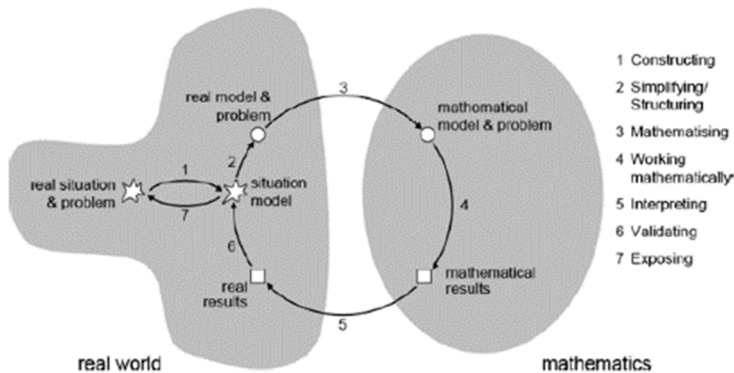 real model &
problem
3
mathematical
model & problem
real situation
& problem
1
7
2
situation
model
6
real
results
4
mathematical
results
5
real world
mathematics
1 Constructing
2 Simplifying/
Structuring
3 Mathematising
4 Working
mathematically
5 Interpreting
6 Validating
7 Exposing